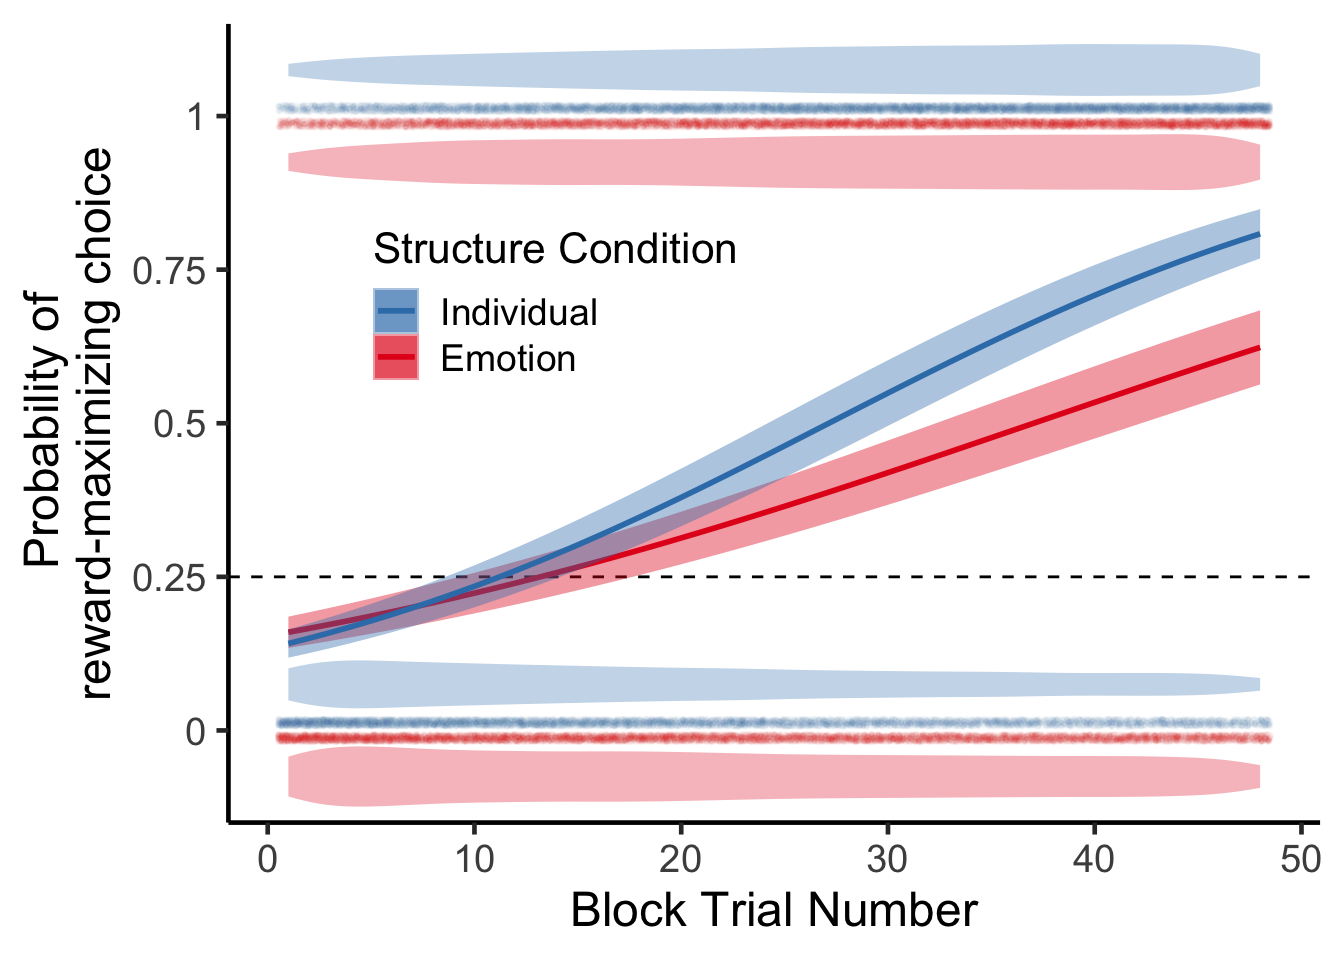 Probability of
reward-maximizing choice
1
0.75
0.5
0.25
0
Structure Condition
Individual
Emotion
0 10 20 30 40 50
Block Trial Number